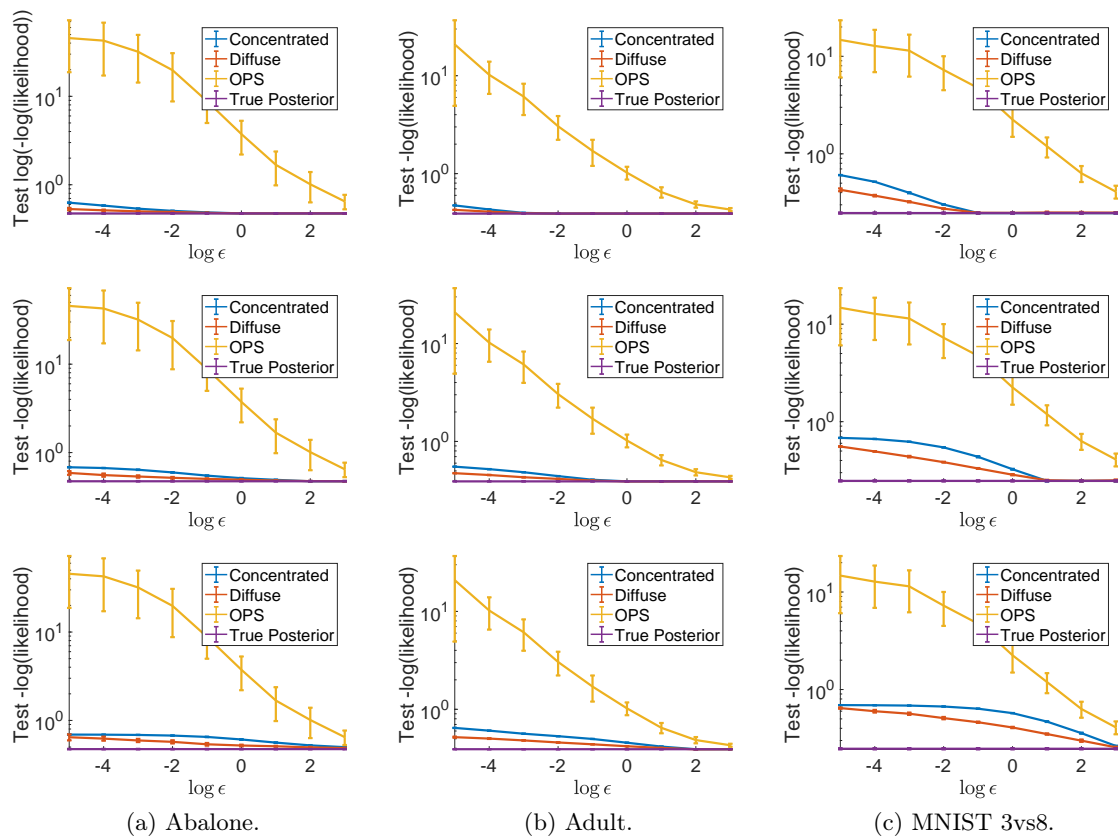 Test log(-log(likelihood))
10^1
10^0
-4 -2 0 2
log ϵ
Concentrated
Diffuse
OPS
True Posterior
Test -log(likelihood)
10^1
10^0
-4 -2 0 2
log ϵ
Concentrated
Diffuse
OPS
True Posterior
Test -log(likelihood)
10^1
10^0
-4 -2 0 2
log ϵ
Concentrated
Diffuse
OPS
True Posterior
Test -log(likelihood)
10^1
10^0
-4 -2 0 2
log ϵ
Concentrated
Diffuse
OPS
True Posterior
Test -log(likelihood)
10^1
10^0
-4 -2 0 2
log ϵ
Concentrated
Diffuse
OPS
True Posterior
Test -log(likelihood)
10^1
10^0
-4 -2 0 2
log ϵ
Concentrated
Diffuse
OPS
True Posterior
Test -log(likelihood)
10^1
10^0
-4 -2 0 2
log ϵ
Concentrated
Diffuse
OPS
True Posterior
Test -log(likelihood)
10^1
10^0
-4 -2 0 2
log ϵ
Concentrated
Diffuse
OPS
True Posterior
Test -log(likelihood)
10^1
10^0
-4 -2 0 2
log ϵ
Concentrated
Diffuse
OPS
True Posterior
(a) Abalone.
(b) Adult.
(c) MNIST 3vs8.